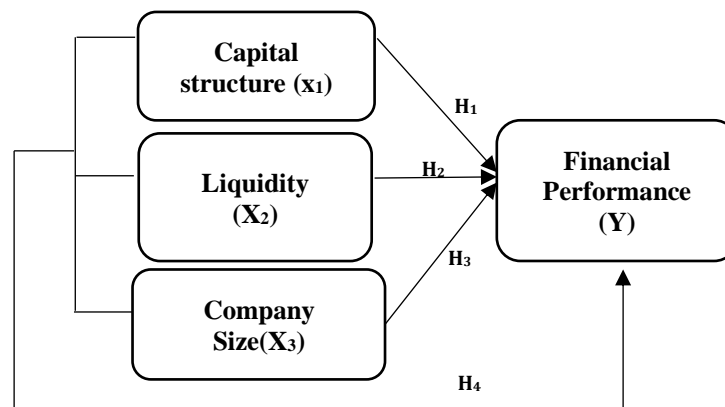 Capital
structure (x₁)
H₁
Liquidity
(X₂)
H₂
Financial
Performance
(Y)
H₃
Company
Size(X₃)
H₄